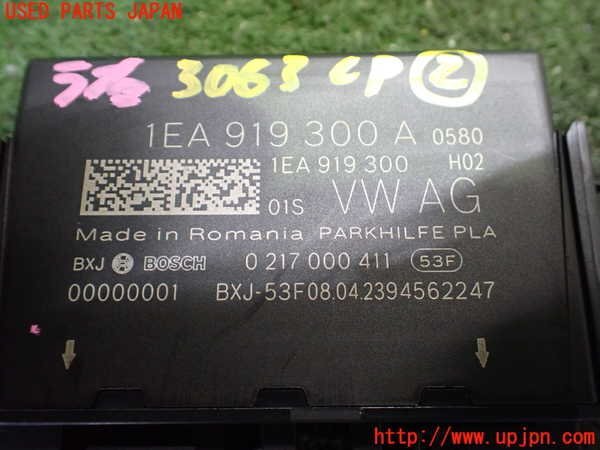 USED PARTS JAPAN
3063 CP ②
1EA 919 300 A 0580
1EA 919 300 H02
01S VW AG
Made in Romania PARKHILFE PLA
BXJ BOSCH 0 217 000 411 53F
00000001 BXJ-53F08.04.2394562247
http://www.upjpn.com/